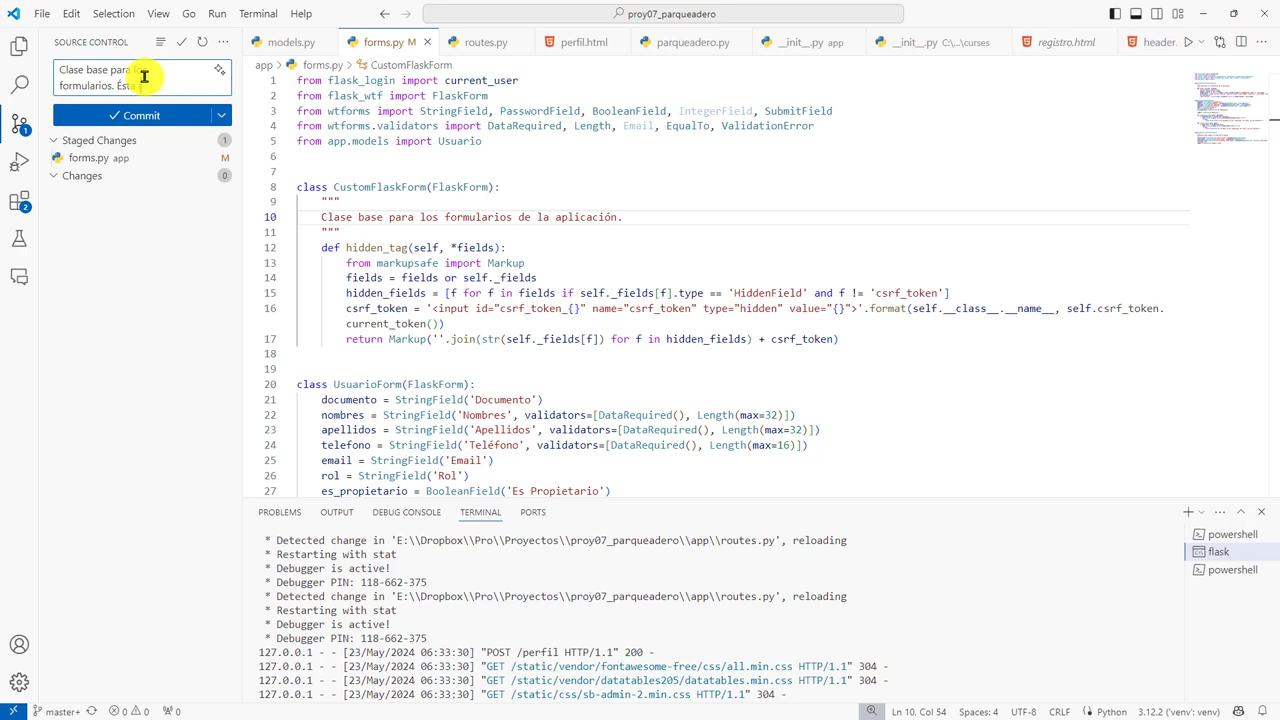 File Edit Selection View Go Run Terminal Help
proy07_parqueadero
SOURCE CONTROL
Clase base para los
formularios. Ésta
Commit
Staged Changes 1
forms.py app M
Changes 0
1
2
models.py
forms.py M
routes.py
perfil.html
parqueadero.py
__init__.py app
__init__.py C:\...\curses
registro.html
header.
app > forms.py > CustomFlaskForm
1 from flask_login import current_user
2 from flask_wtf import FlaskForm
3 from wtforms import StringField, PasswordField, BooleanField, IntegerField, SubmitField
4 from wtforms.validators import DataRequired, Length, Email, EqualTo, ValidationError
5 from app.models import Usuario
6
7
8 class CustomFlaskForm(FlaskForm):
9 """
10 Clase base para los formularios de la aplicación.
11 """
12 def hidden_tag(self, *fields):
13 from markupsafe import Markup
14 fields = fields or self._fields
15 hidden_fields = [f for f in fields if self._fields[f].type == 'HiddenField' and f != 'csrf_token']
16 csrf_token = '<input id="csrf_token_{}" name="csrf_token" type="hidden" value="{}">'.format(self.__class__.__name__, self.csrf_token.
current_token())
17 return Markup(''.join(str(self._fields[f]) for f in hidden_fields) + csrf_token)
18
19
20 class UsuarioForm(FlaskForm):
21 documento = StringField('Documento')
22 nombres = StringField('Nombres', validators=[DataRequired(), Length(max=32)])
23 apellidos = StringField('Apellidos', validators=[DataRequired(), Length(max=32)])
24 telefono = StringField('Teléfono', validators=[DataRequired(), Length(max=16)])
25 email = StringField('Email')
26 rol = StringField('Rol')
27 es_propietario = BooleanField('Es Propietario')
PROBLEMS OUTPUT DEBUG CONSOLE TERMINAL PORTS
* Detected change in 'E:\\Dropbox\\Pro\\Proyectos\\proy07_parqueadero\\app\\routes.py', reloading
* Restarting with stat
* Debugger is active!
* Debugger PIN: 118-662-375
* Detected change in 'E:\\Dropbox\\Pro\\Proyectos\\proy07_parqueadero\\app\\routes.py', reloading
* Restarting with stat
* Debugger is active!
* Debugger PIN: 118-662-375
127.0.0.1 - - [23/May/2024 06:33:30] "POST /perfil HTTP/1.1" 200 -
127.0.0.1 - - [23/May/2024 06:33:30] "GET /static/vendor/fontawesome-free/css/all.min.css HTTP/1.1" 304 -
127.0.0.1 - - [23/May/2024 06:33:30] "GET /static/vendor/datatables205/datatables.min.css HTTP/1.1" 304 -
127.0.0.1 - - [23/May/2024 06:33:30] "GET /static/css/sb-admin-2.min.css HTTP/1.1" 304 -
powershell
flask
powershell
master+ 0 0 0 Ln 10, Col 54 Spaces: 4 UTF-8 CRLF Python 3.12.2 ('venv': venv)